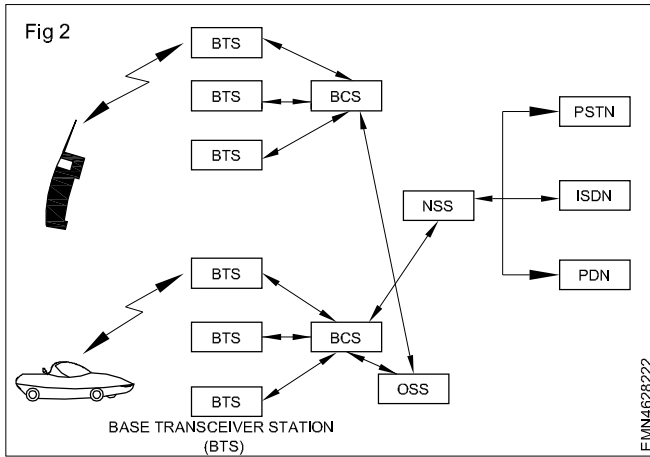 Fig 2
BTS
BTS
BCS
BTS
PSTN
NSS
ISDN
PDN
BTS
BTS
BCS
BTS
OSS
BASE TRANSCEIVER STATION
(BTS)
EMN4628222